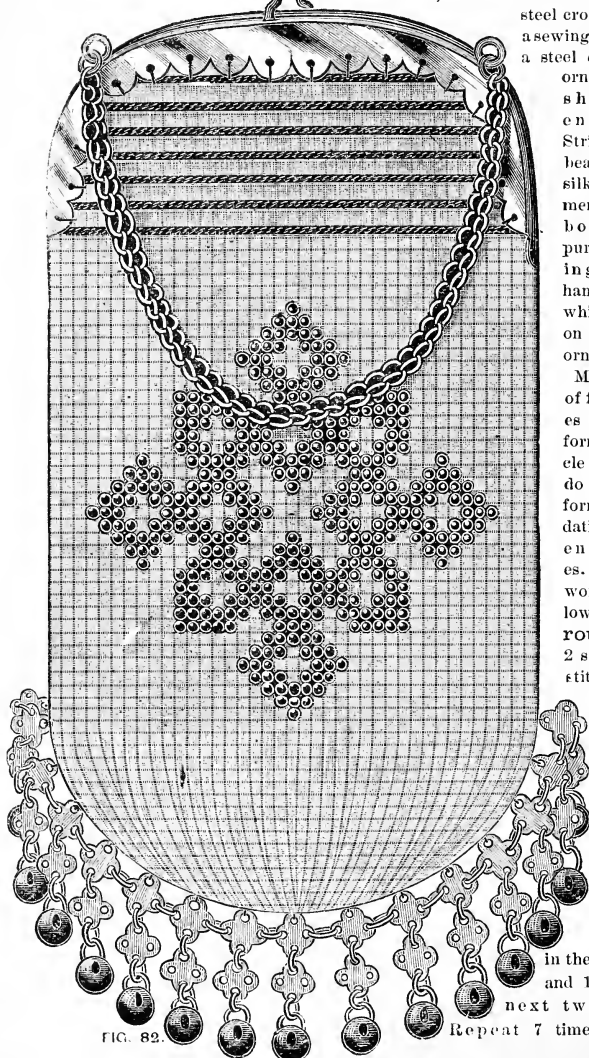 steel cro
a sewing
a steel
orn
sh
en
Stri
bea
silk
mer
bo
pur
ing
han
whi
on
orn
M
of f
es
forn
cle
do
forn
dati
en
es.
wo
low
rou
2 s
stit
in the
and 1
next tw
Repeat 7 time
FIG. 82.